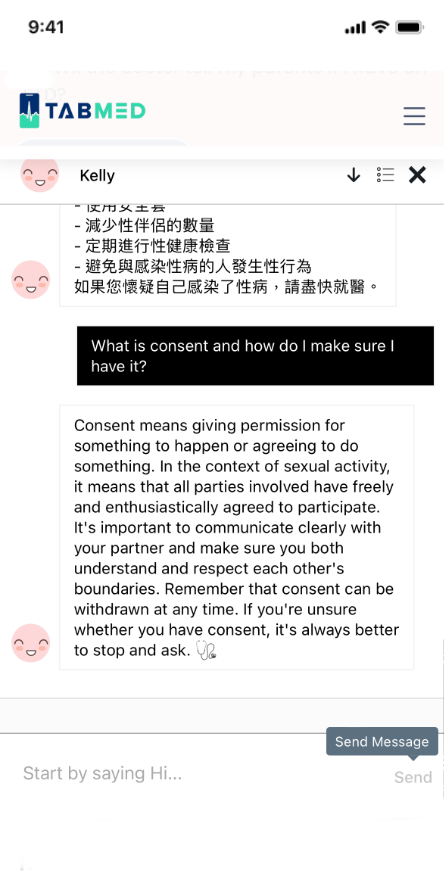 9:41
TABMED
Kelly
- 使用安全套
- 減少性伴侶的數量
- 定期進行性健康檢查
- 避免與感染性病的人發生性行為
如果您懷疑自己感染了性病，請盡快就醫。
What is consent and how do I make sure I
have it?
Consent means giving permission for
something to happen or agreeing to do
something. In the context of sexual activity,
it means that all parties involved have freely
and enthusiastically agreed to participate.
It's important to communicate clearly with
your partner and make sure you both
understand and respect each other's
boundaries. Remember that consent can be
withdrawn at any time. If you're unsure
whether you have consent, it's always better
to stop and ask. 🩺
Send Message
Start by saying Hi...
Send